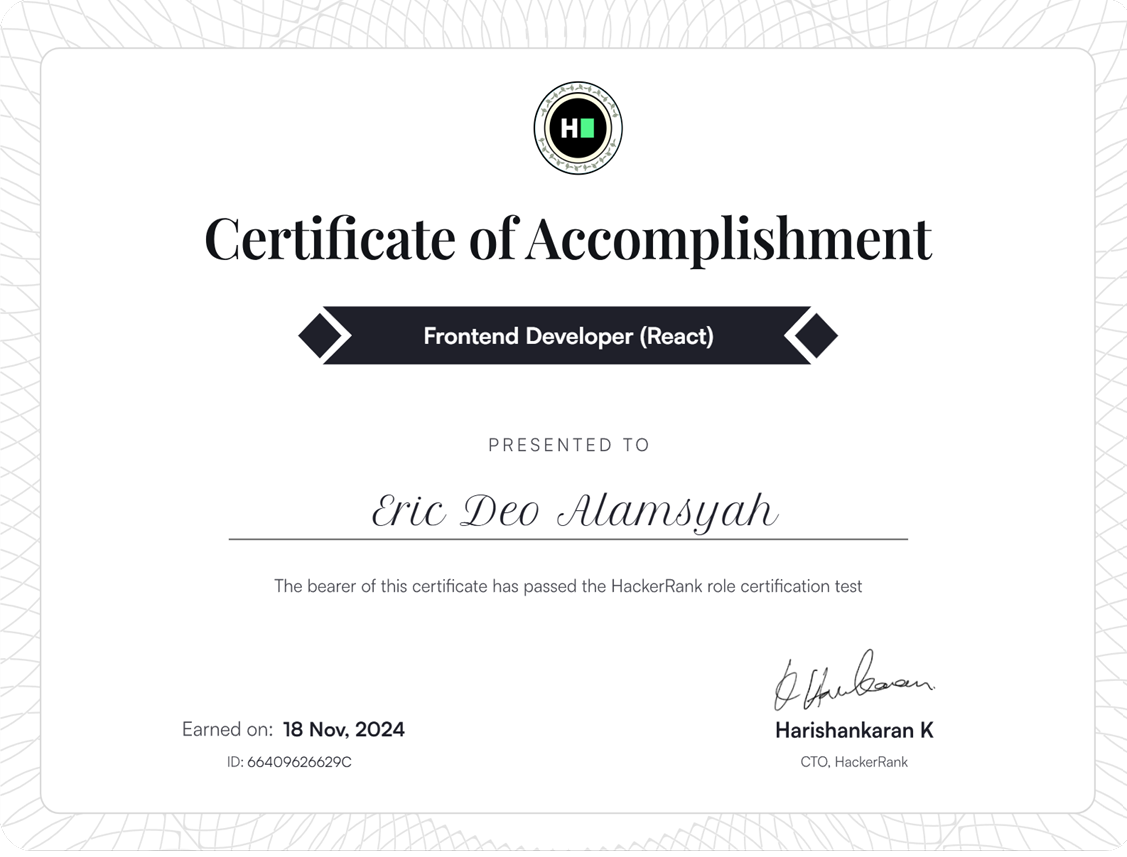 H
Certificate of Accomplishment
Frontend Developer (React)
PRESENTED TO
Eric Deo Alamsyah
The bearer of this certificate has passed the HackerRank role certification test
Earned on: 18 Nov, 2024
ID: 66409626629C
Harishankaran K
CTO, HackerRank